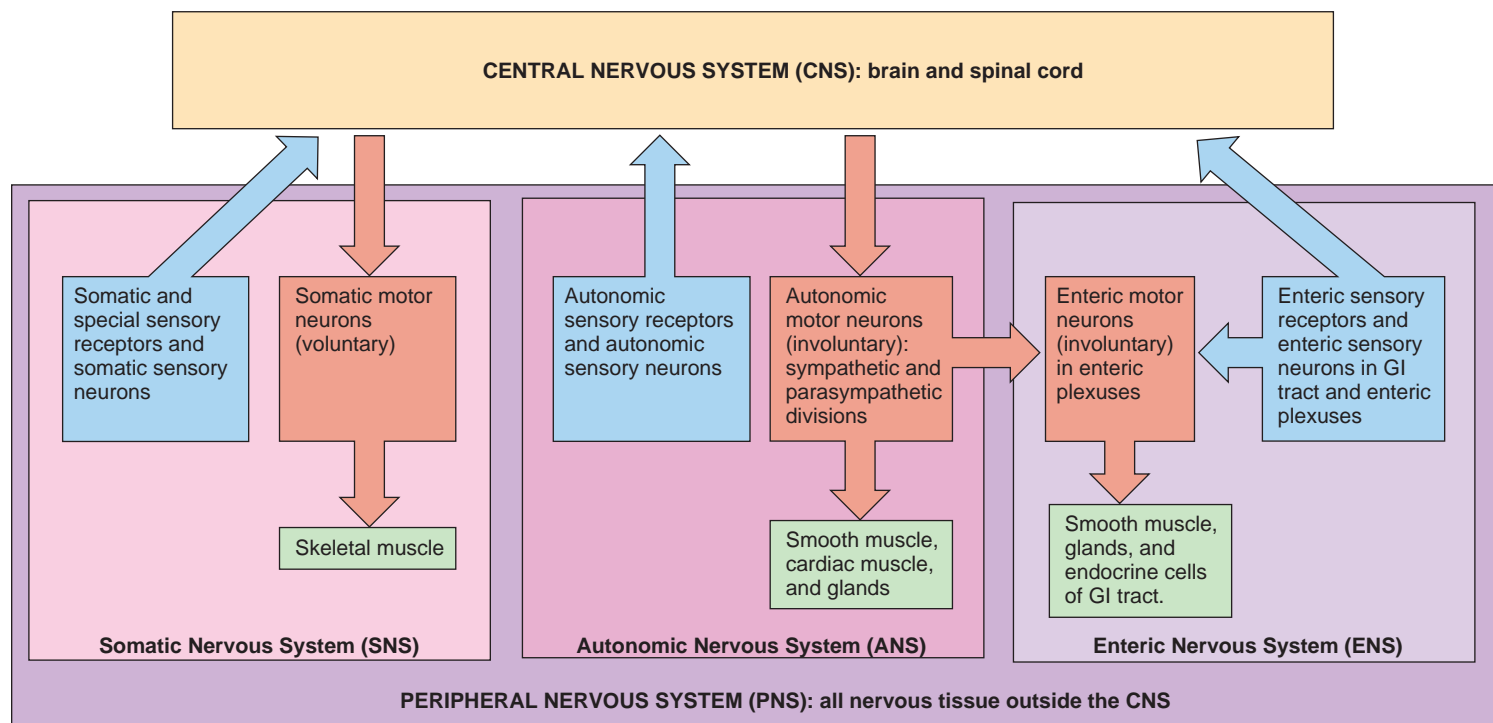 CENTRAL NERVOUS SYSTEM (CNS): brain and spinal cord
Somatic and
special sensory
receptors and
somatic sensory
neurons
Somatic motor
neurons
(voluntary)
Skeletal muscle
Somatic Nervous System (SNS)
Autonomic
sensory receptors
and autonomic
sensory neurons
Autonomic
motor neurons
(involuntary):
sympathetic and
parasympathetic
divisions
Smooth muscle,
cardiac muscle,
and glands
Autonomic Nervous System (ANS)
Enteric motor
neurons
(involuntary)
in enteric
plexuses
Enteric sensory
receptors and
enteric sensory
neurons in GI
tract and enteric
plexuses
Smooth muscle,
glands, and
endocrine cells
of GI tract.
Enteric Nervous System (ENS)
PERIPHERAL NERVOUS SYSTEM (PNS): all nervous tissue outside the CNS